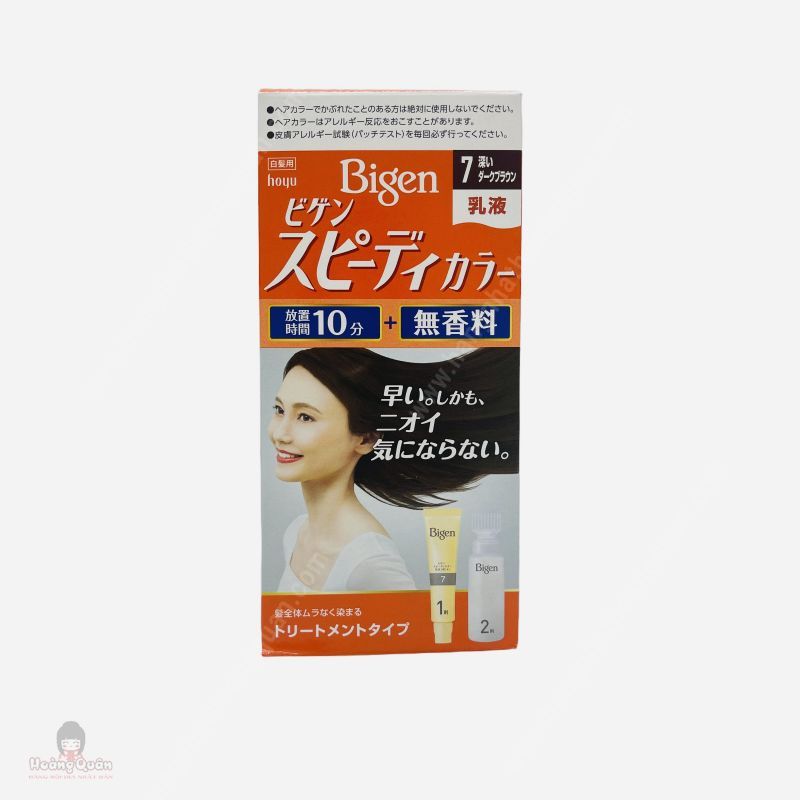 ●ヘアカラーでかぶれたことのある方は絶対に使用しないでください。
●ヘアカラーはアレルギー反応をおこすことがあります。
●皮膚アレルギー試験(パッチテスト)を毎回必ず行ってください。
白髪用
hoyu
Bigen
7 深い
ダークブラウン
乳液
ビゲン
スピーディカラー
放置
時間10分+無香料
早い。しかも、
ニオイ
気にならない。
Bigen
7
1剤
Bigen
2剤
髪全体ムラなく染まる
トリートメントタイプ
Hoàng Quân
HÀNG NỘI ĐỊA NHẬT BẢN